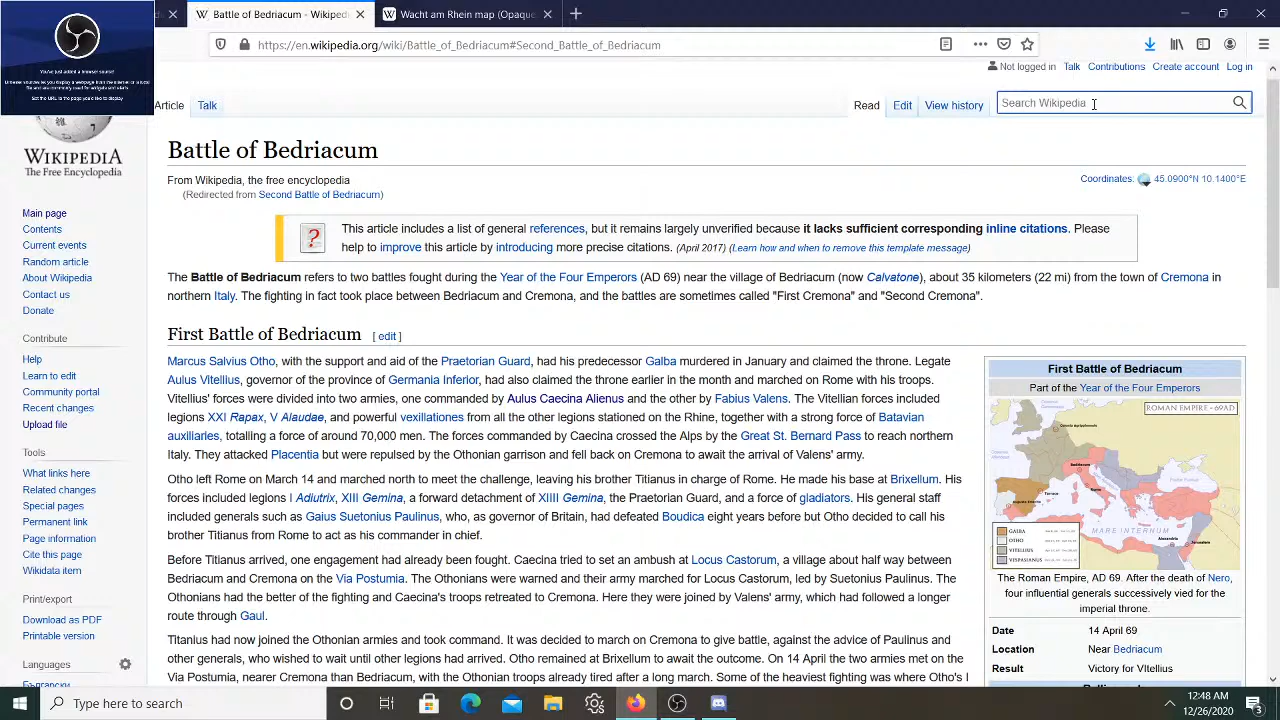 Battle of Bedriacum - Wikiped
Wacht am Rhein map (Opaque
https://en.wikipedia.org/wiki/Battle_of_Bedriacum#Second_Battle_of_Bedriacum
You've just added a browser source!
Set the URL to the page you'd like to display
Not logged in Talk Contributions Create account Log in
Article Talk Read Edit View history Search Wikipedia
WIKIPEDIA
The Free Encyclopedia
Main page
Contents
Current events
Random article
About Wikipedia
Contact us
Donate
Contribute
Help
Learn to edit
Community portal
Recent changes
Upload file
Tools
What links here
Related changes
Special pages
Permanent link
Page information
Cite this page
Wikidata item
Print/export
Download as PDF
Printable version
Languages
Български
Battle of Bedriacum
From Wikipedia, the free encyclopedia
(Redirected from Second Battle of Bedriacum)
Coordinates: 45.0900°N 10.1400°E
This article includes a list of general references, but it remains largely unverified because it lacks sufficient corresponding inline citations. Please
help to improve this article by introducing more precise citations. (April 2017) (Learn how and when to remove this template message)
The Battle of Bedriacum refers to two battles fought during the Year of the Four Emperors (AD 69) near the village of Bedriacum (now Calvatone), about 35 kilometers (22 mi) from the town of Cremona in
northern Italy. The fighting in fact took place between Bedriacum and Cremona, and the battles are sometimes called "First Cremona" and "Second Cremona".
First Battle of Bedriacum [ edit ]
Marcus Salvius Otho, with the support and aid of the Praetorian Guard, had his predecessor Galba murdered in January and claimed the throne. Legate
Aulus Vitellius, governor of the province of Germania Inferior, had also claimed the throne earlier in the month and marched on Rome with his troops.
Vitellius' forces were divided into two armies, one commanded by Aulus Caecina Alienus and the other by Fabius Valens. The Vitellian forces included
legions XXI Rapax, V Alaudae, and powerful vexillationes from all the other legions stationed on the Rhine, together with a strong force of Batavian
auxiliaries, totalling a force of around 70,000 men. The forces commanded by Caecina crossed the Alps by the Great St. Bernard Pass to reach northern
Italy. They attacked Placentia but were repulsed by the Othonian garrison and fell back on Cremona to await the arrival of Valens' army.
Otho left Rome on March 14 and marched north to meet the challenge, leaving his brother Titianus in charge of Rome. He made his base at Brixellum. His
forces included legions I Adiutrix, XIII Gemina, a forward detachment of XIIII Gemina, the Praetorian Guard, and a force of gladiators. His general staff
included generals such as Gaius Suetonius Paulinus, who, as governor of Britain, had defeated Boudica eight years before but Otho decided to call his
brother Titianus from Rome to act as his commander in chief.
Before Titianus arrived, one engagement had already been fought. Caecina tried to set an ambush at Locus Castorum, a village about half way between
Bedriacum and Cremona on the Via Postumia. The Othonians were warned and their army marched for Locus Castorum, led by Suetonius Paulinus. The
Othonians had the better of the fighting and Caecina's troops retreated to Cremona. Here they were joined by Valens' army, which had followed a longer
route through Gaul.
Titanius had now joined the Othonian armies and took command. It was decided to march on Cremona to give battle, against the advice of Paulinus and
other generals, who wished to wait until other legions had arrived. Otho remained at Brixellum to await the outcome. On 14 April the two armies met on the
Via Postumia, nearer Cremona than Bedriacum, with the Othonian troops already tired after a long march. Some of the heaviest fighting was where Otho's I
First Battle of Bedriacum
Part of the Year of the Four Emperors
ROMAN EMPIRE - 69AD
MARE INTERNUM
GALBA
OTHO
VITELLIUS
VESPASIANUS
The Roman Empire, AD 69. After the death of Nero,
four influential generals successively vied for the
imperial throne.
Date 14 April 69
Location Near Bedriacum
Result Victory for Vitellius
Type here to search
12:48 AM
12/26/2020
3